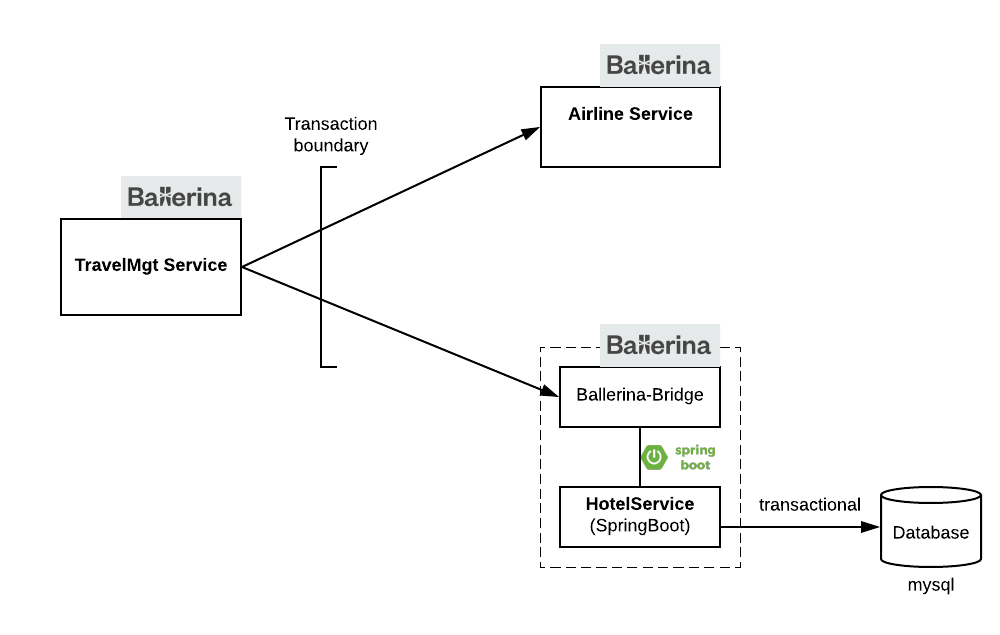 Ballerina
Airline Service
Transaction
boundary
Ballerina
TravelMgt Service
Ballerina
Ballerina-Bridge
spring
boot
HotelService
(SpringBoot)
transactional
Database
mysql